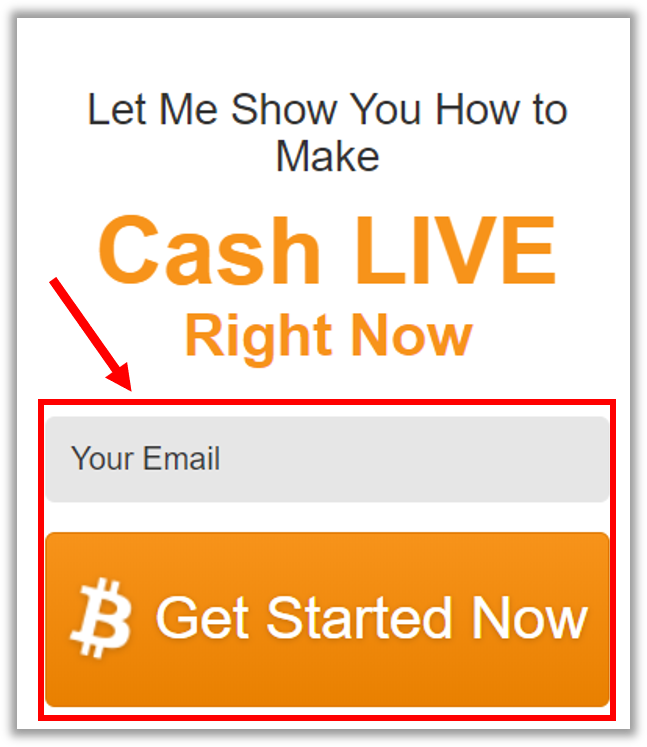 Let Me Show You How to
Make
Cash LIVE
Right Now
Your Email
Get Started Now